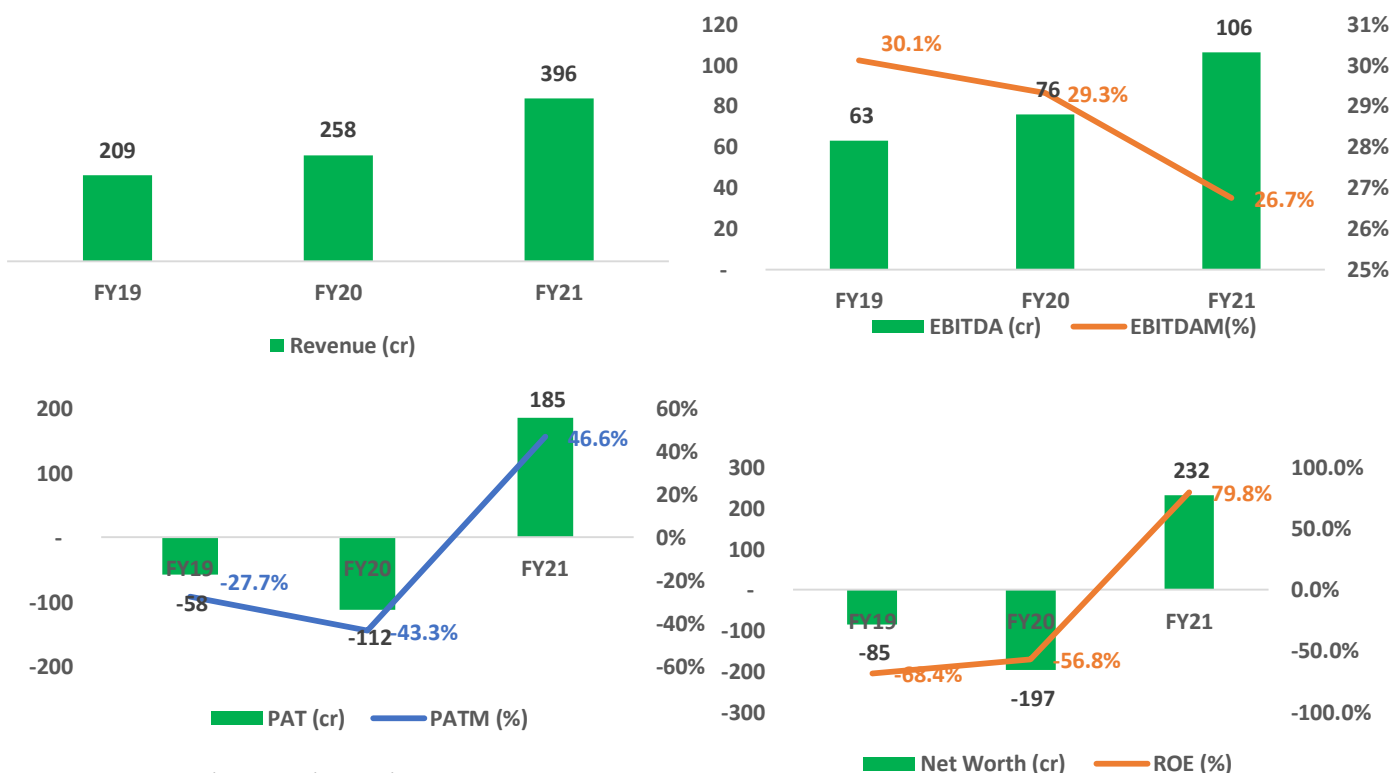 396
258
209
FY19 FY20 FY21
Revenue (cr)
120 31%
106
100 30.1% 30%
80 76 29.3% 29%
63
60 28%
40 27%
26.7%
20 26%
- 25%
FY19 FY20 FY21
EBITDA (cr) EBITDAM(%)
200 185 60%
46.6%
40%
100
20%
- 0%
FY19 FY20 FY21
-27.7% -20%
-100 -58
-112 -43.3% -40%
-200 -60%
PAT (cr) PATM (%)
300 232 100.0%
79.8%
200
50.0%
100
- 0.0%
FY19 FY20 FY21
-100
-85 -56.8% -50.0%
-68.4%
-200
-197
-300 -100.0%
Net Worth (cr) ROE (%)